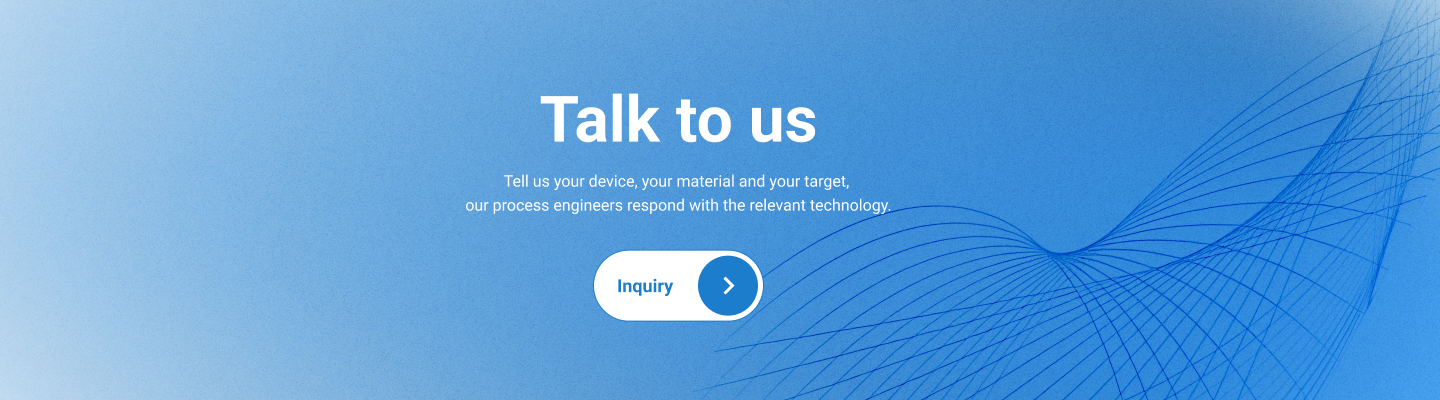 Talk to us
Tell us your device, your material and your target,
our process engineers respond with the relevant technology.
Inquiry